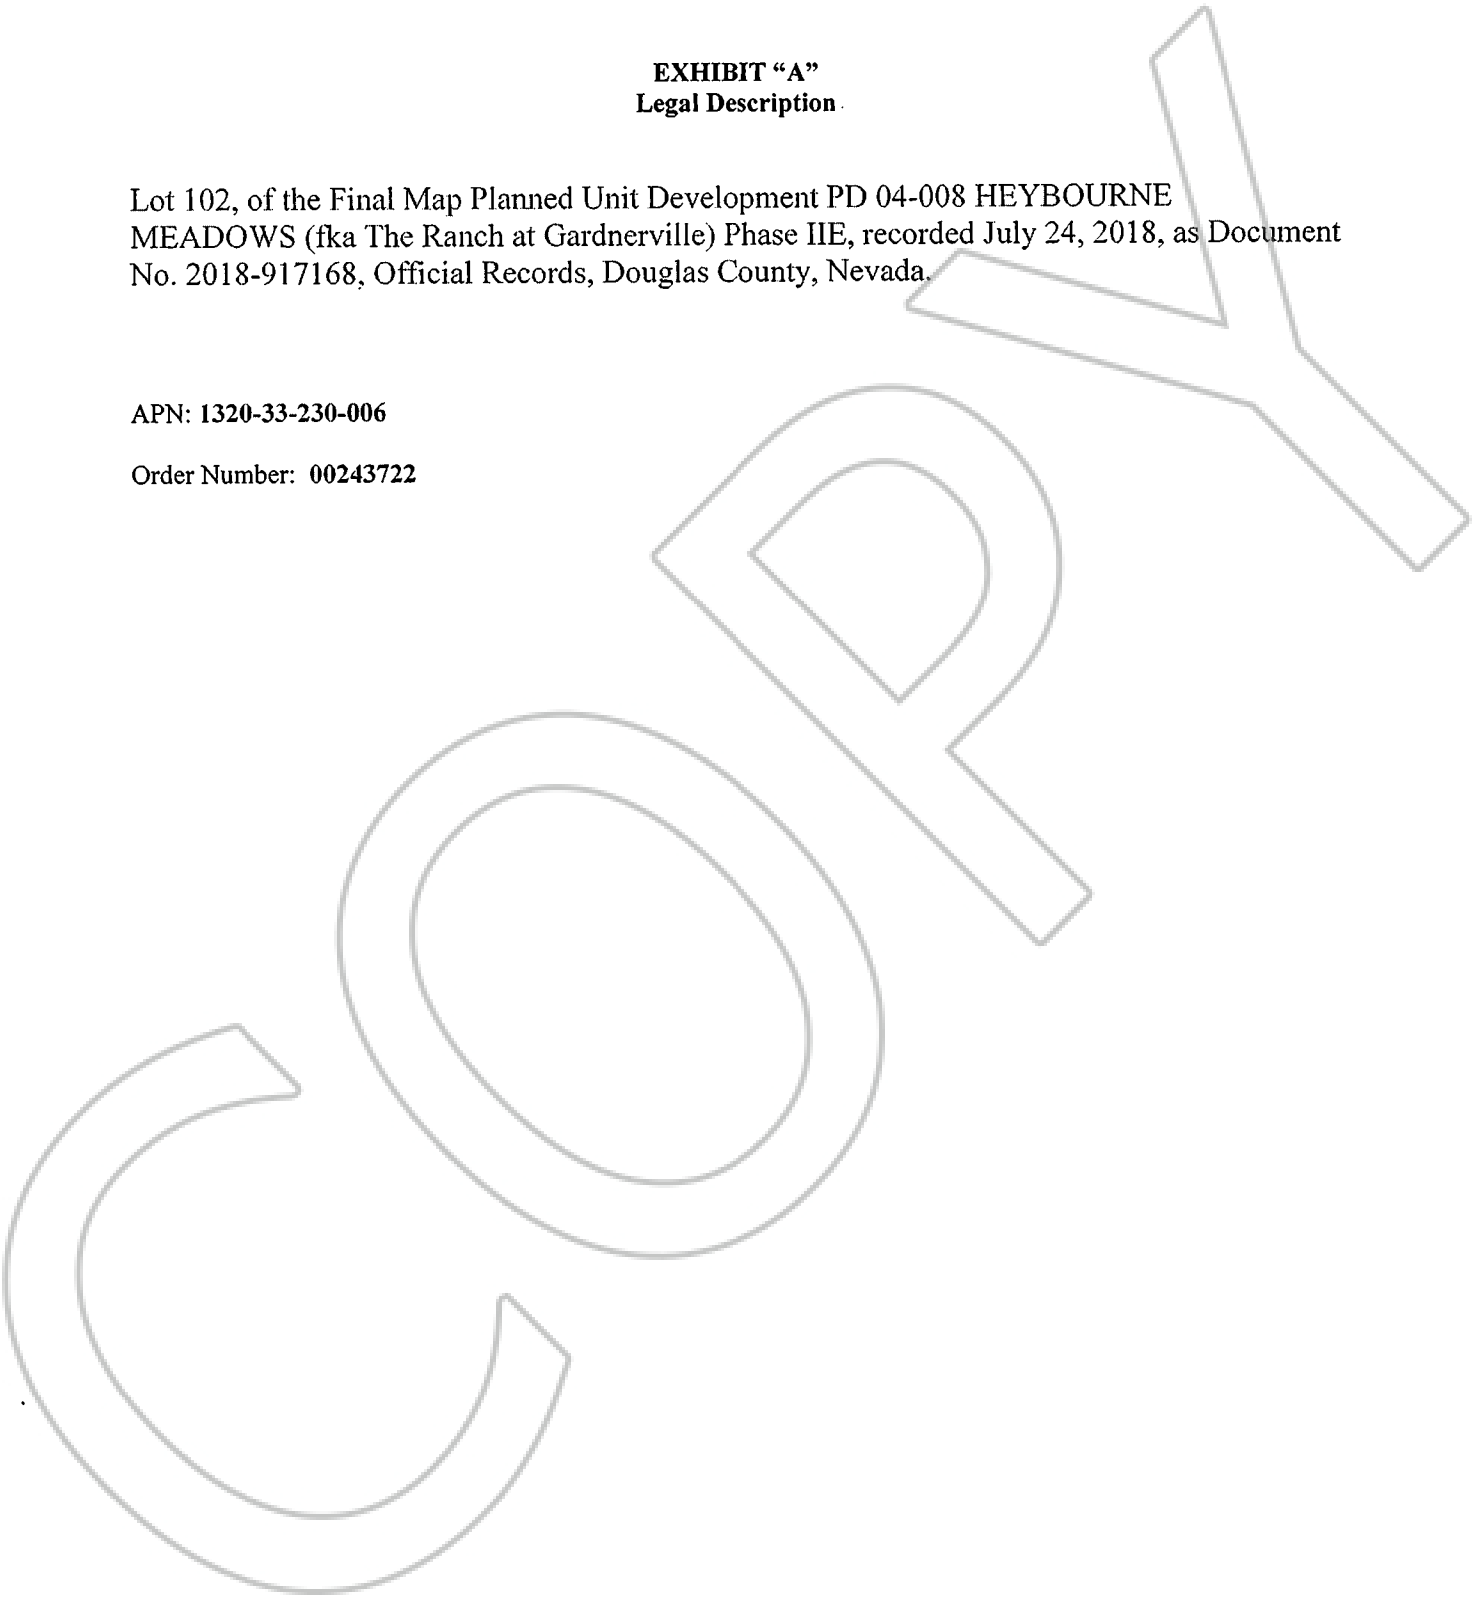 EXHIBIT “A”
Legal Description
Lot 102, of the Final Map Planned Unit Development PD 04-008 HEYBOURNE
MEADOWS (fka The Ranch at Gardnerville) Phase IIE, recorded July 24, 2018, as Document
No. 2018-917168, Official Records, Douglas County, Nevada.
APN: 1320-33-230-006
Order Number: 00243722
COPY